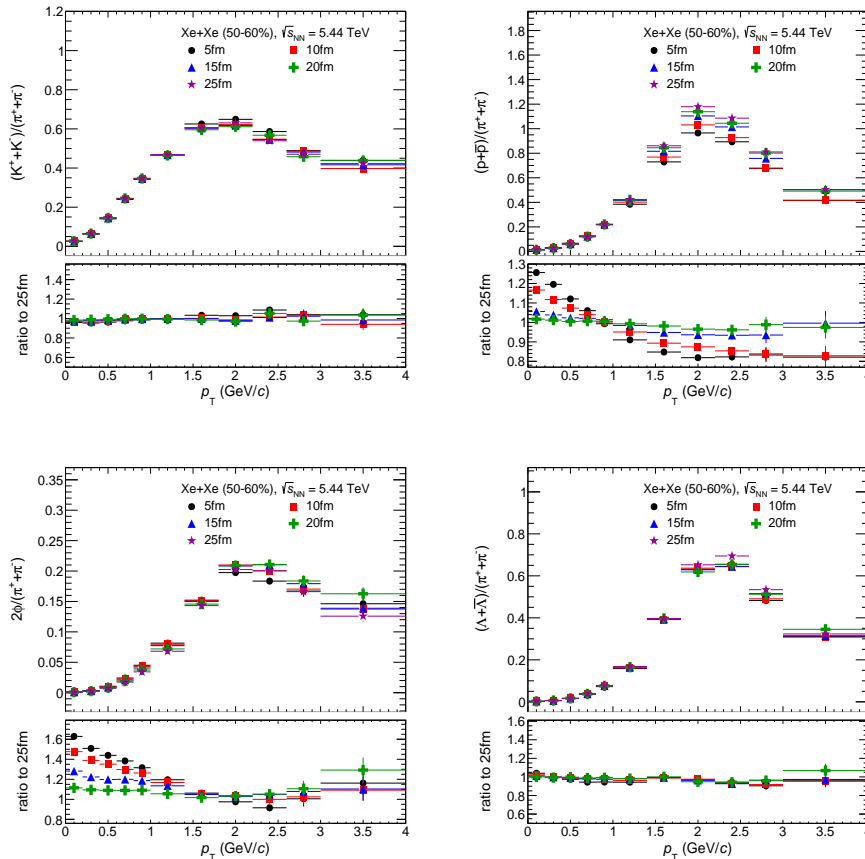 Xe+Xe (50-60%), √s_NN = 5.44 TeV
5fm 10fm
15fm 20fm
25fm
(K⁺+K⁻)/(π⁺+π⁻)
0 0.2 0.4 0.6 0.8 1 1.2
ratio to 25fm
0.6 0.8 1 1.2 1.4
0 0.5 1 1.5 2 2.5 3 3.5 4
p_T (GeV/c)
Xe+Xe (50-60%), √s_NN = 5.44 TeV
5fm 10fm
15fm 20fm
25fm
(p+p̅)/(π⁺+π⁻)
0 0.2 0.4 0.6 0.8 1 1.2 1.4 1.6 1.8
ratio to 25fm
0.8 0.9 1.0 1.1 1.2 1.3
0 0.5 1 1.5 2 2.5 3 3.5 4
p_T (GeV/c)
Xe+Xe (50-60%), √s_NN = 5.44 TeV
5fm 10fm
15fm 20fm
25fm
2ϕ/(π⁺+π⁻)
0 0.05 0.1 0.15 0.2 0.25 0.3 0.35
ratio to 25fm
0.8 1 1.2 1.4 1.6
0 0.5 1 1.5 2 2.5 3 3.5 4
p_T (GeV/c)
Xe+Xe (50-60%), √s_NN = 5.44 TeV
5fm 10fm
15fm 20fm
25fm
(Λ+Λ̅)/(π⁺+π⁻)
0 0.2 0.4 0.6 0.8 1
ratio to 25fm
0.6 0.8 1 1.2 1.4 1.6
0 0.5 1 1.5 2 2.5 3 3.5 4
p_T (GeV/c)